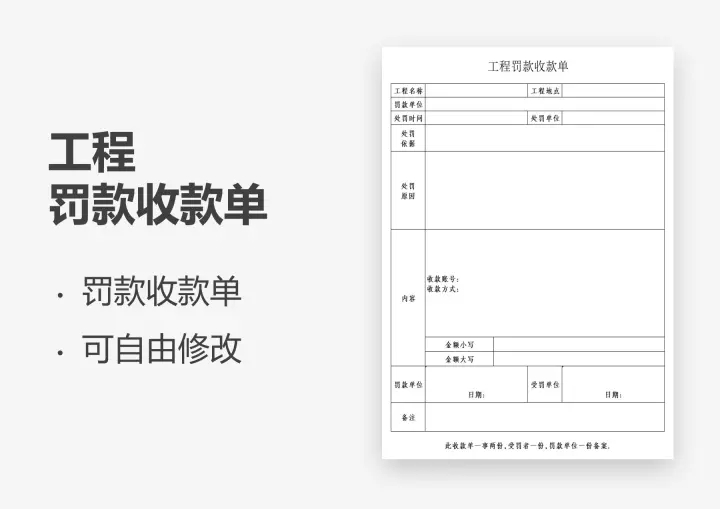 工程
罚款收款单
· 罚款收款单
· 可自由修改
工程罚款收款单
工程名称 工程地点
罚款单位
处罚时间 处罚单位
处罚
依据
处罚
原因
内容
收款账号：
收款方式：
金额小写
金额大写
罚款单位 日期： 受罚单位 日期：
备注
此收款单一事两份，受罚者一份，罚款单位一份备案。